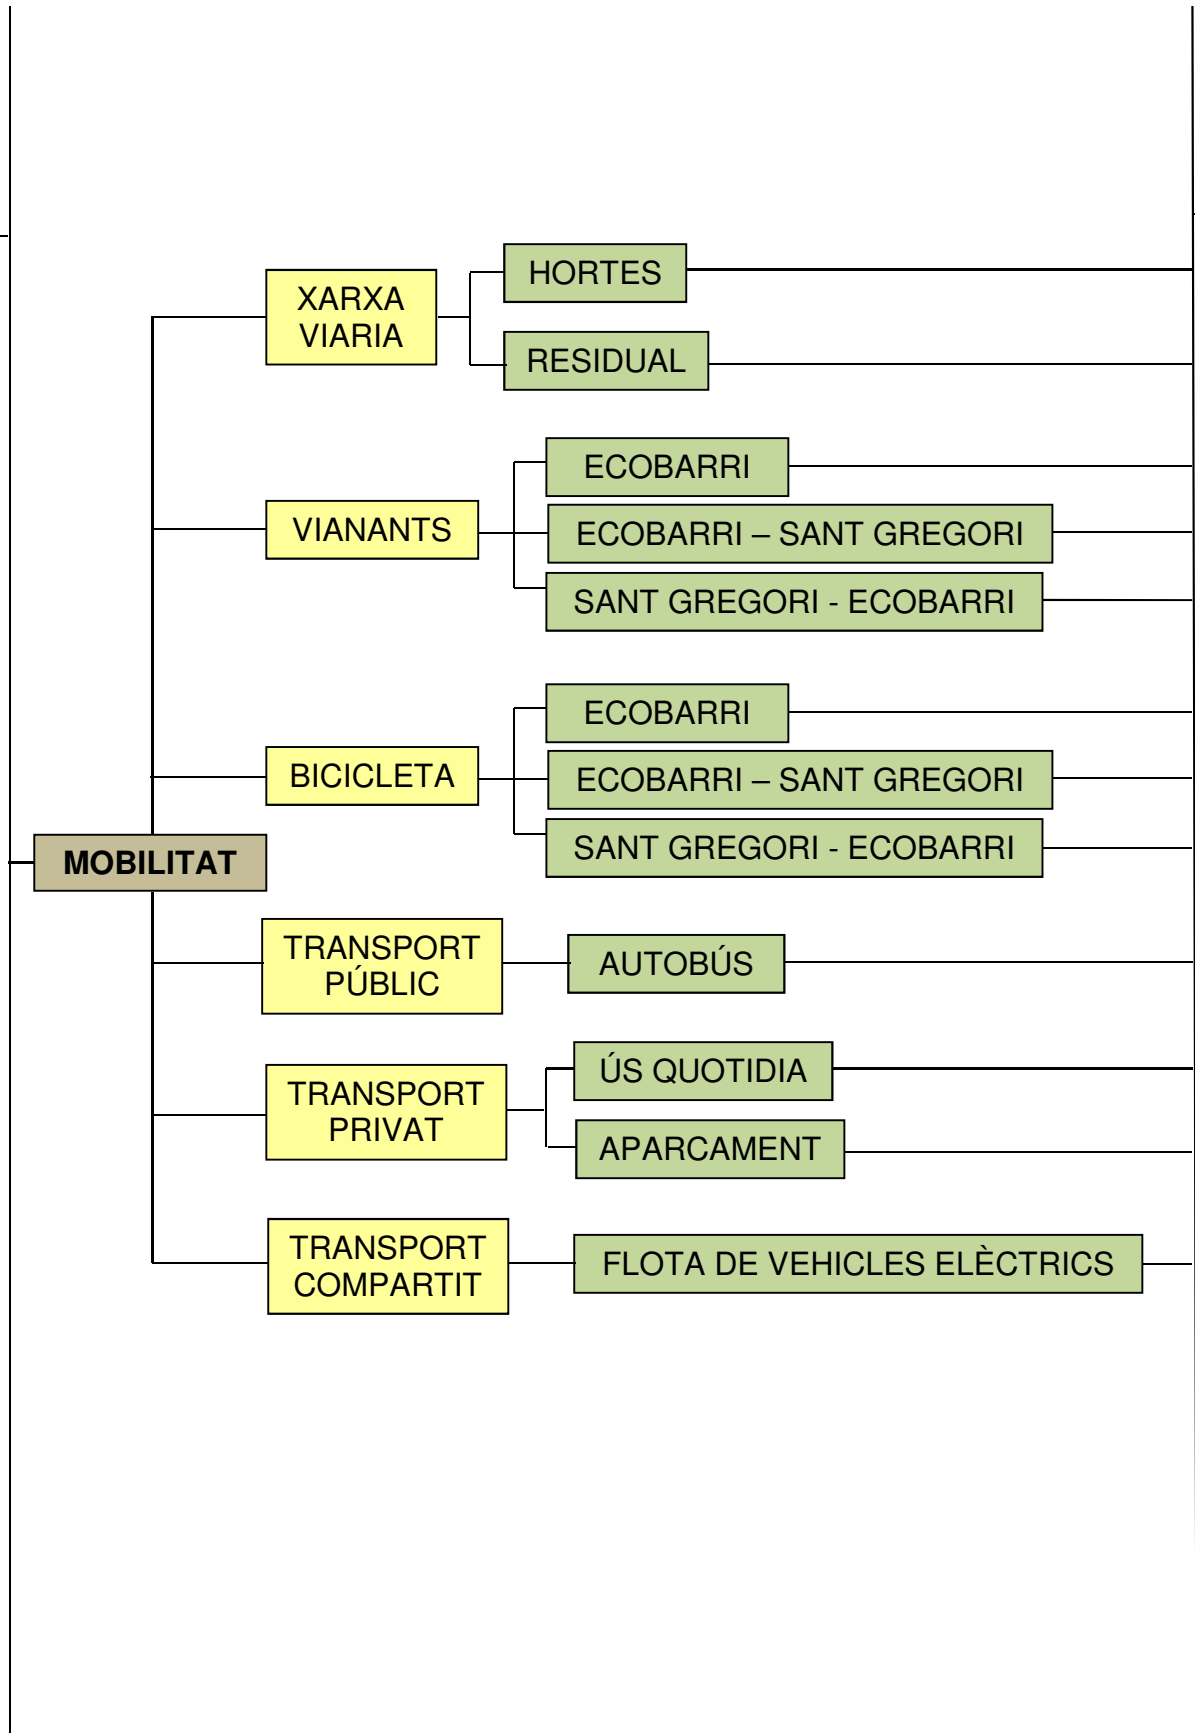 XARXA
VIARIA
HORTES
RESIDUAL
VIANANTS
ECOBARRI
ECOBARRI – SANT GREGORI
SANT GREGORI - ECOBARRI
BICICLETA
ECOBARRI
ECOBARRI – SANT GREGORI
SANT GREGORI - ECOBARRI
MOBILITAT
TRANSPORT
PÚBLIC
AUTOBÚS
TRANSPORT
PRIVAT
ÚS QUOTIDIA
APARCAMENT
TRANSPORT
COMPARTIT
FLOTA DE VEHICLES ELÈCTRICS